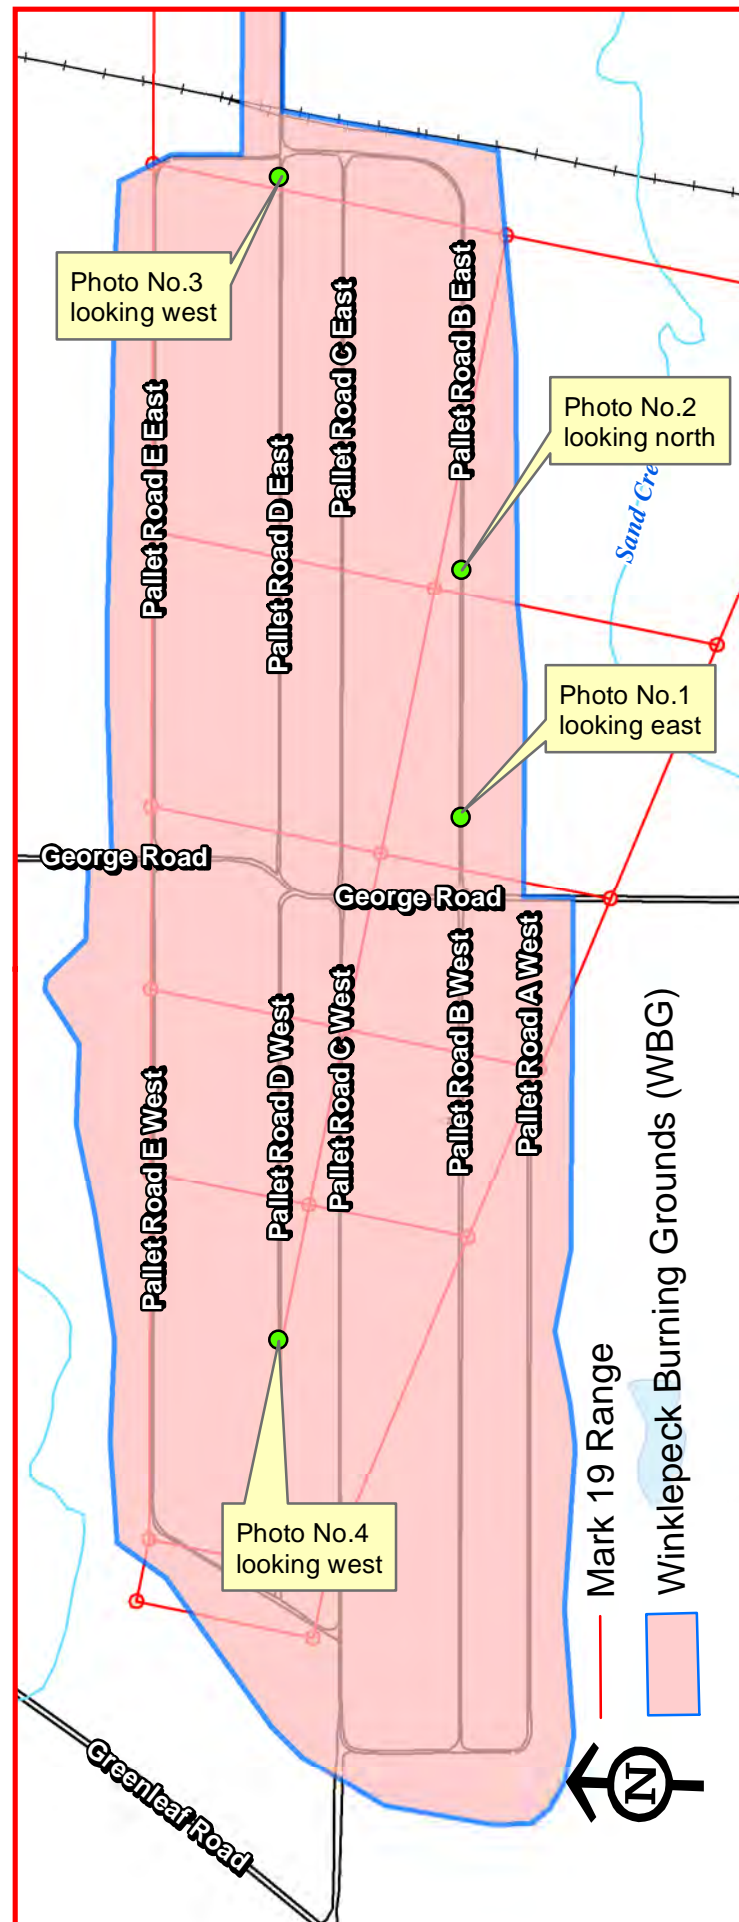 Photo No.3
looking west
Pallet Road E East
Pallet Road D East
Pallet Road C East
Pallet Road B East
Photo No.2
looking north
Sand Cre
Photo No.1
looking east
George Road
George Road
Pallet Road E West
Pallet Road D West
Pallet Road C West
Pallet Road B West
Pallet Road A West
Photo No.4
looking west
Greenleaf Road
Mark 19 Range
Winklepeck Burning Grounds (WBG)
N